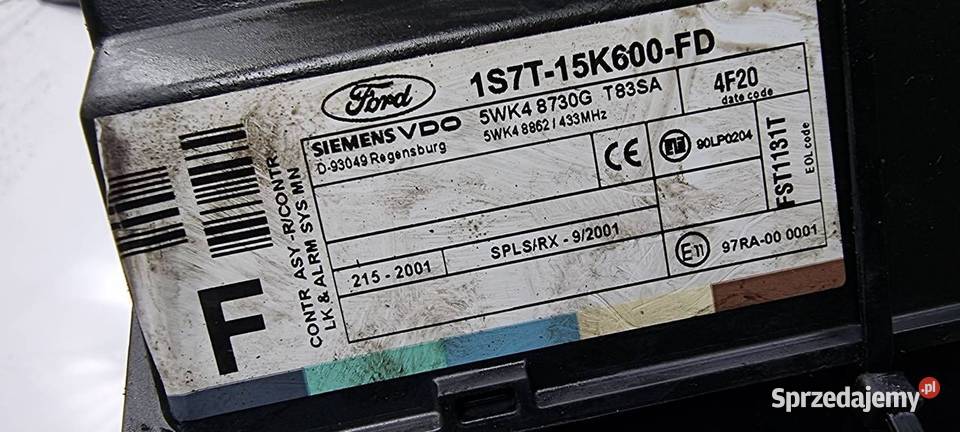 Ford
1S7T-15K600-FD
SIEMENS VDO
5WK4 8730G T83SA
D-93049 Regensburg
5WK4 8862 / 433MHz
4F20
date code
CE
90LP0204
FST1131T
EOL code
215 - 2001
SPLS/RX - 9/2001
E11
97RA-00 0001
CONTR ASY -R/CONTR
LK & ALRM SYS.MN
F
Sprzedajemy.pl